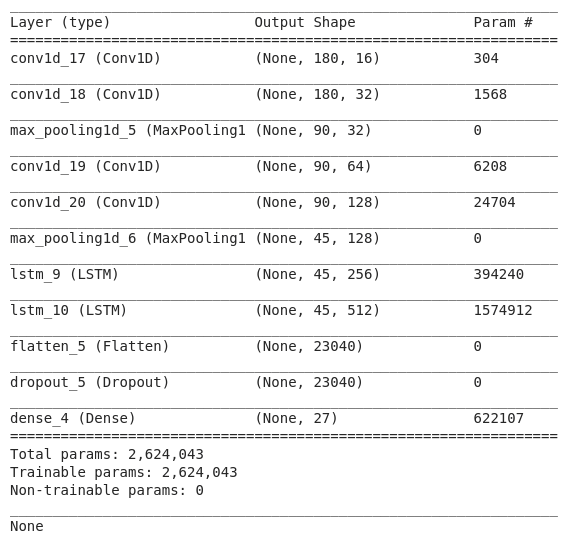 Layer (type) Output Shape Param #
conv1d_17 (Conv1D) (None, 180, 16) 304
conv1d_18 (Conv1D) (None, 180, 32) 1568
max_pooling1d_5 (MaxPooling1 (None, 90, 32) 0
conv1d_19 (Conv1D) (None, 90, 64) 6208
conv1d_20 (Conv1D) (None, 90, 128) 24704
max_pooling1d_6 (MaxPooling1 (None, 45, 128) 0
lstm_9 (LSTM) (None, 45, 256) 394240
lstm_10 (LSTM) (None, 45, 512) 1574912
flatten_5 (Flatten) (None, 23040) 0
dropout_5 (Dropout) (None, 23040) 0
dense_4 (Dense) (None, 27) 622107
Total params: 2,624,043
Trainable params: 2,624,043
Non-trainable params: 0
None